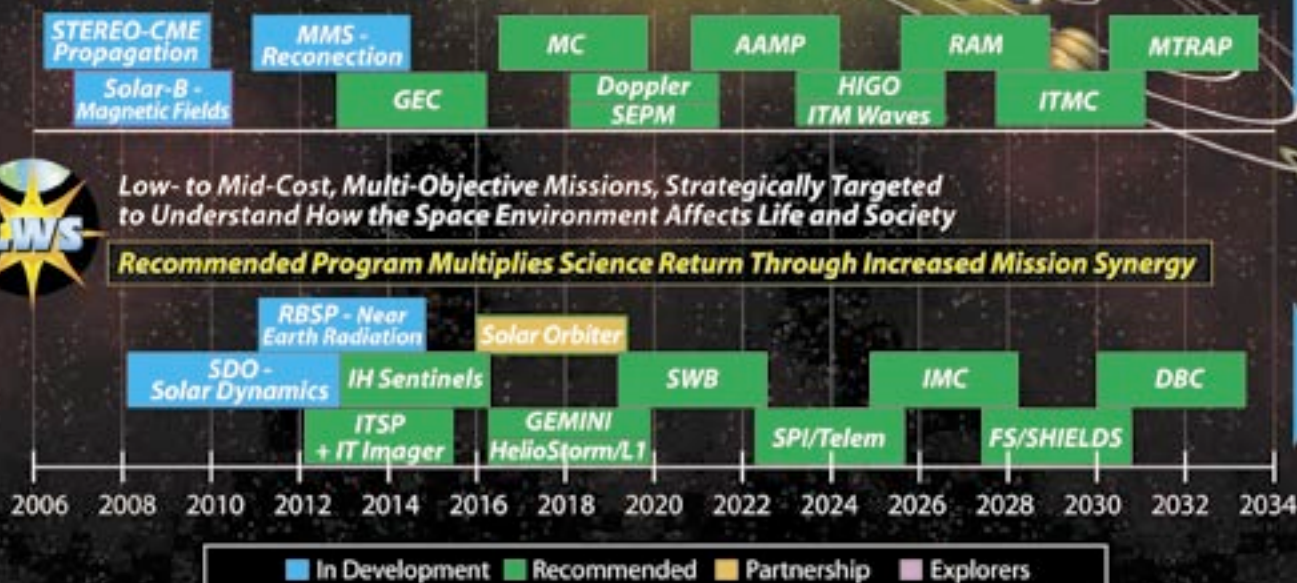 STEREO-CME
Propagation
MMS -
Reconection
MC
AAMP
RAM
MTRAP
Solar-B -
Magnetic Fields
GEC
Doppler
SEPM
HIGO
ITM Waves
ITMC
LWS
Low- to Mid-Cost, Multi-Objective Missions, Strategically Targeted
to Understand How the Space Environment Affects Life and Society
Recommended Program Multiplies Science Return Through Increased Mission Synergy
RBSP - Near
Earth Radiation
Solar Orbiter
SDO -
Solar Dynamics
IH Sentinels
SWB
IMC
DBC
ITSP
+ IT Imager
GEMINI
HelioStorm/L1
SPI/Telem
FS/SHIELDS
2006 2008 2010 2012 2014 2016 2018 2020 2022 2024 2026 2028 2030 2032 2034
In Development Recommended Partnership Explorers